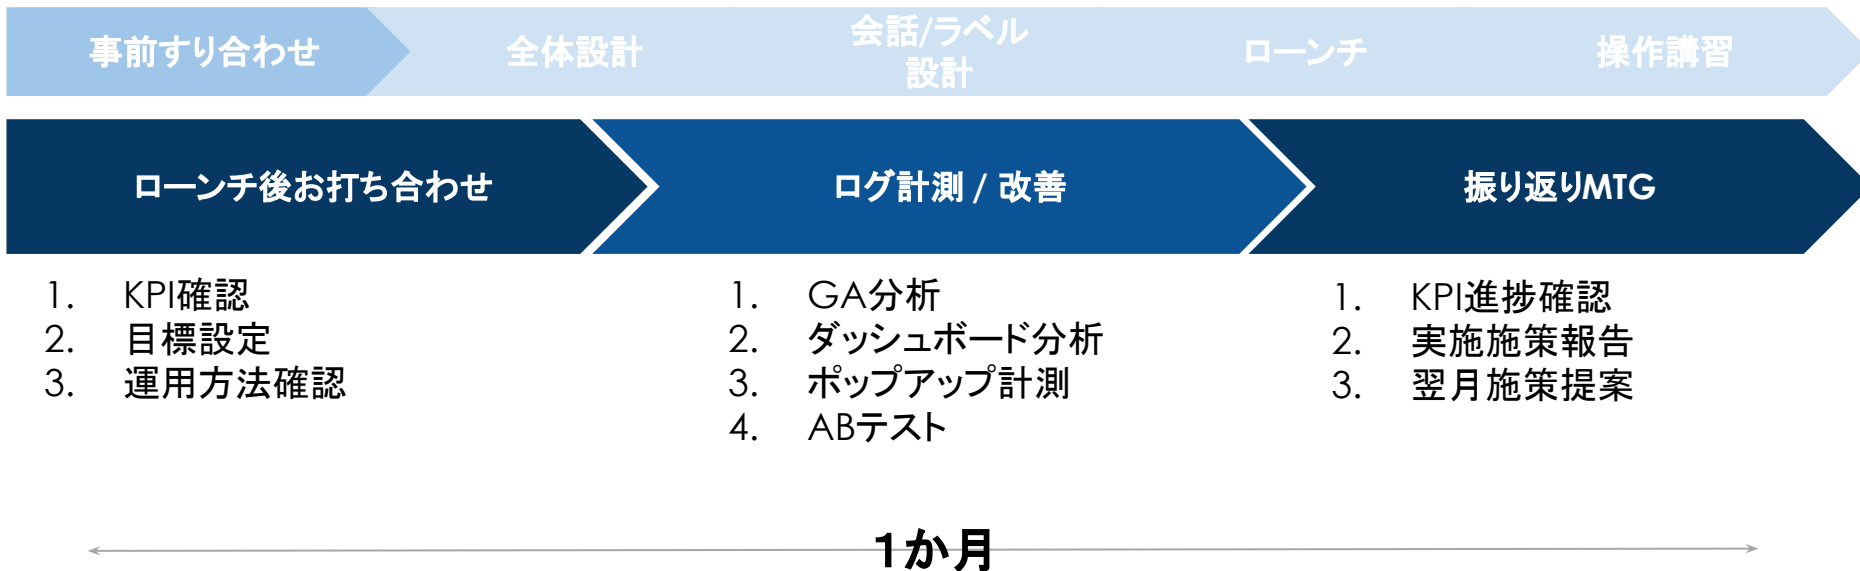 事前すり合わせ
全体設計
会話/ラベル
設計
ローンチ
操作講習
ローンチ後お打ち合わせ
ログ計測 / 改善
振り返りMTG
1. KPI確認
2. 目標設定
3. 運用方法確認
1. GA分析
2. ダッシュボード分析
3. ポップアップ計測
4. ABテスト
1. KPI進捗確認
2. 実施施策報告
3. 翌月施策提案
1か月